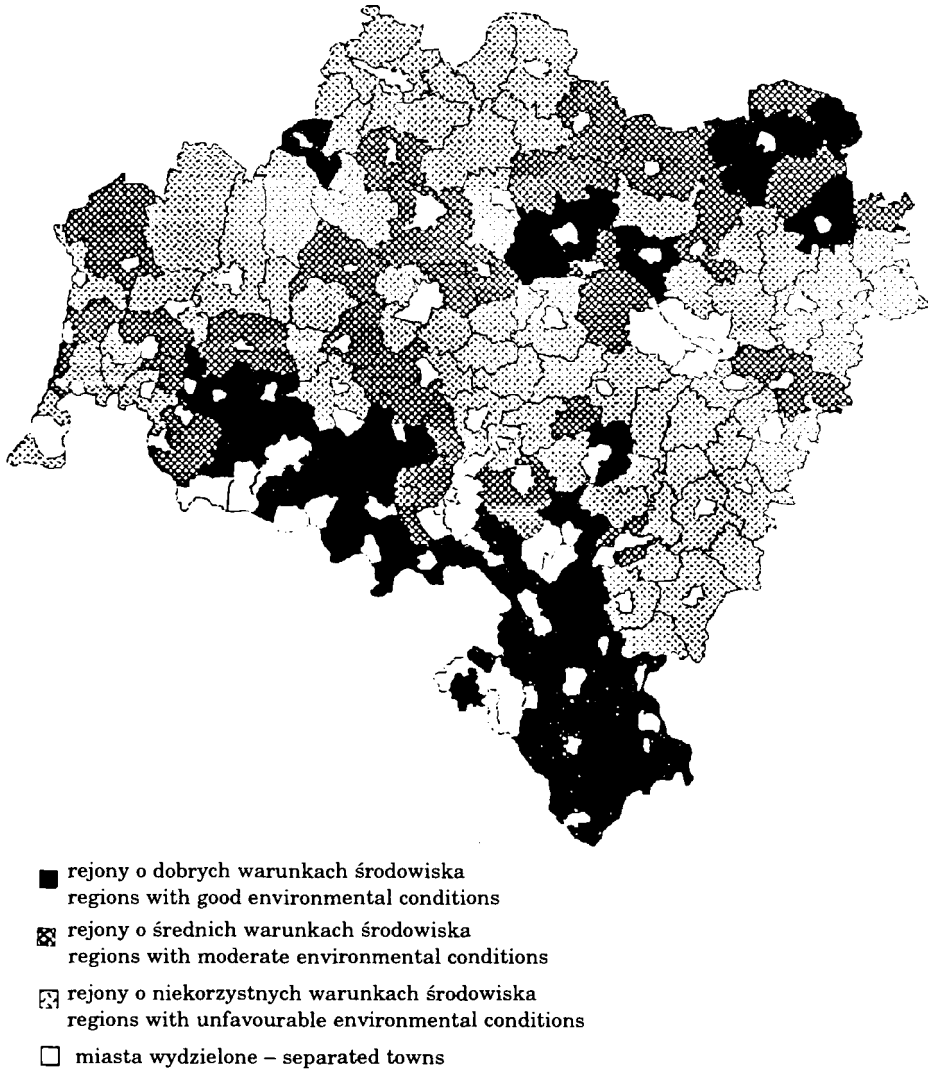 rejony o dobrych warunkach środowiska
regions with good environmental conditions
rejony o średnich warunkach środowiska
regions with moderate environmental conditions
rejony o niekorzystnych warunkach środowiska
regions with unfavourable environmental conditions
miasta wydzielone – separated towns